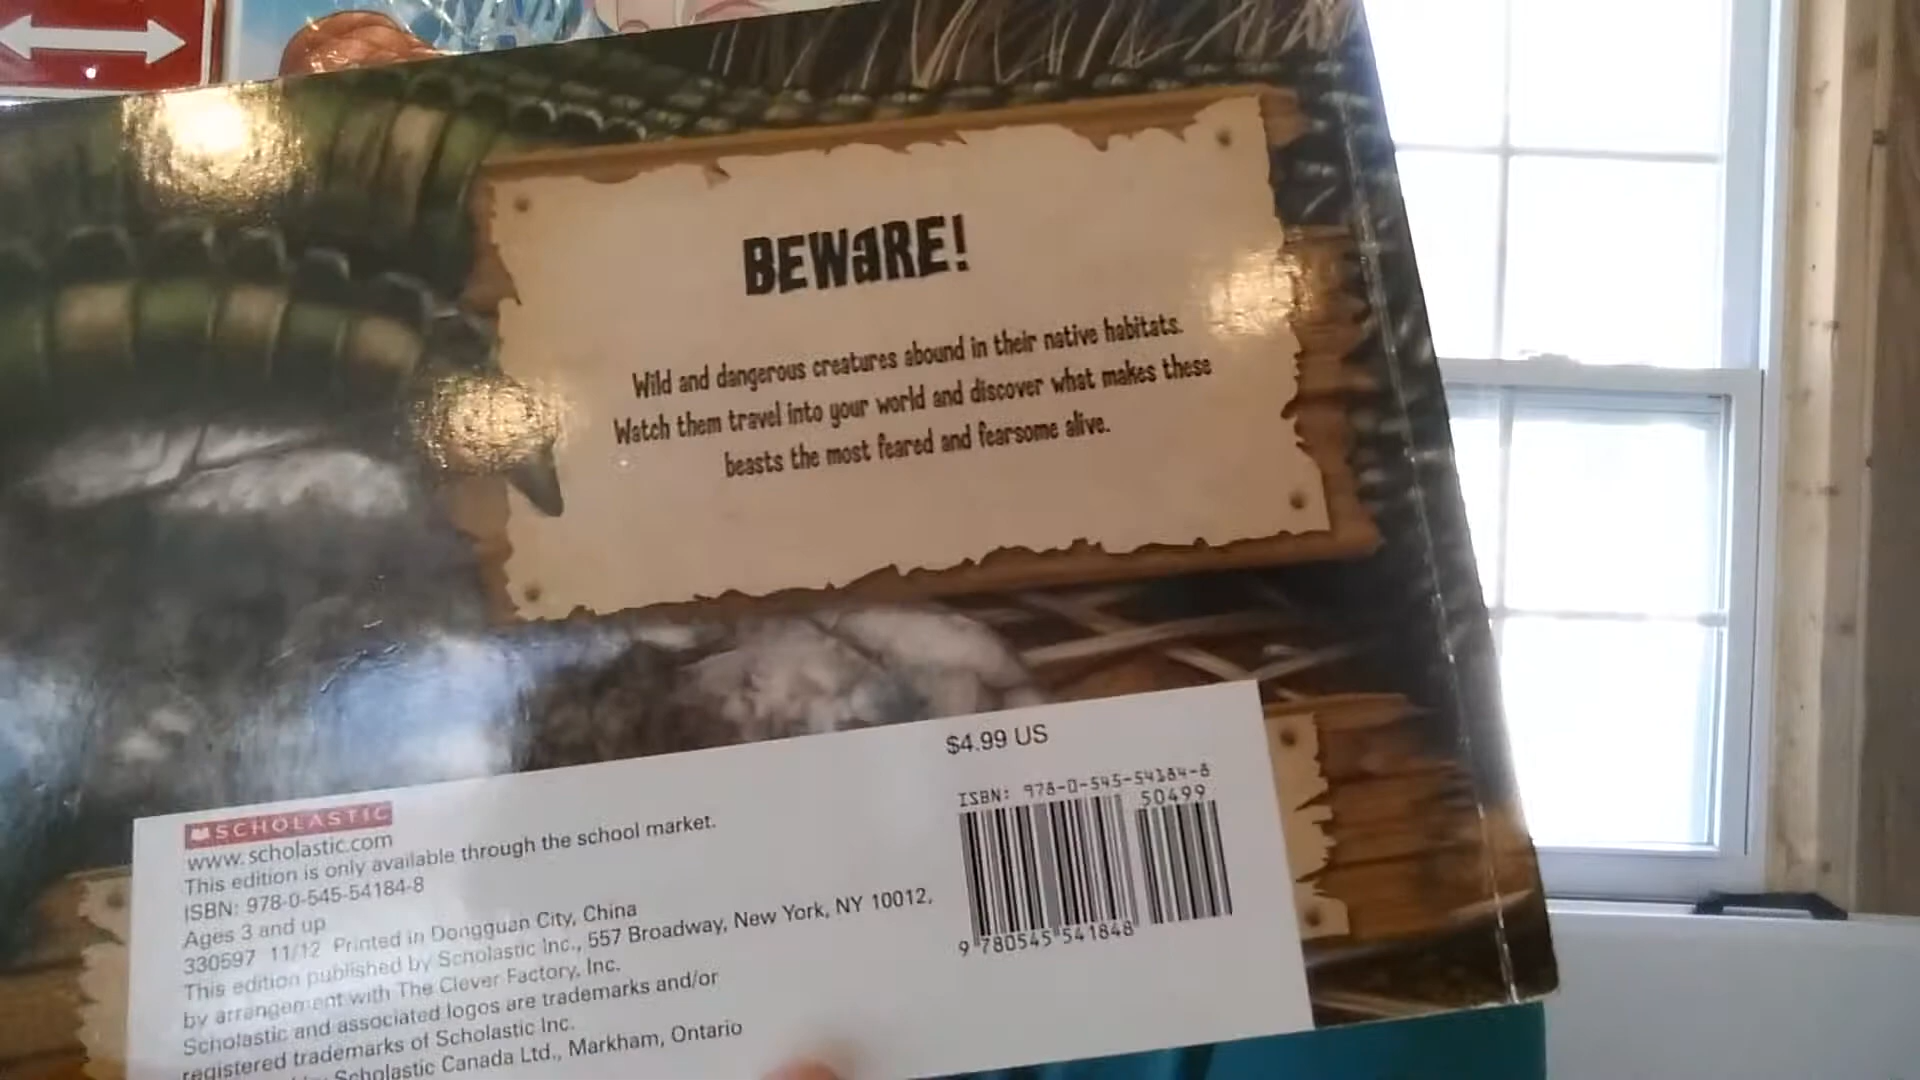 BEWARE!
Wild and dangerous creatures abound in their native habitats.
Watch them travel into your world and discover what makes these
beasts the most feared and fearsome alive.
$4.99 US
ISBN: 978-0-545-54184-8
50499
9 780545 541848
SCHOLASTIC
www.scholastic.com
This edition is only available through the school market.
ISBN: 978-0-545-54184-8
Ages 3 and up
330597 11/12 Printed in Dongguan City, China
This edition published by Scholastic Inc., 557 Broadway, New York, NY 10012,
by arrangement with The Clever Factory, Inc.
Scholastic and associated logos are trademarks and/or
registered trademarks of Scholastic Inc.
Scholastic Canada Ltd., Markham, Ontario